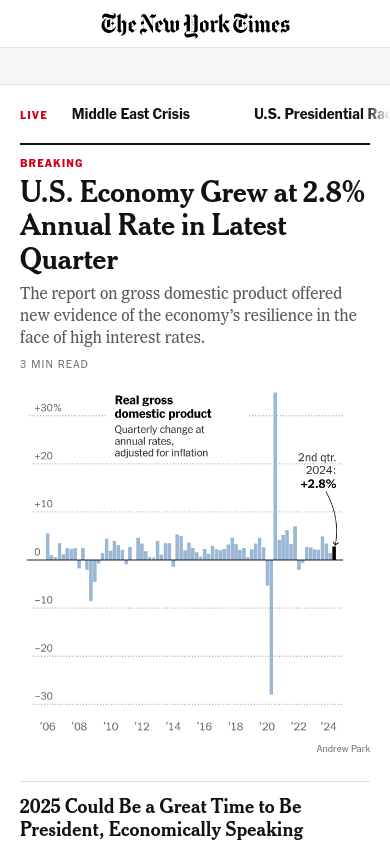 The New York Times
LIVE Middle East Crisis U.S. Presidential
BREAKING
U.S. Economy Grew at 2.8%
Annual Rate in Latest
Quarter
The report on gross domestic product offered
new evidence of the economy's resilience in the
face of high interest rates.
3 MIN READ
Real gross
domestic product
Quarterly change at
annual rates,
adjusted for inflation
2nd qtr.
2024:
+2.8%
+30%
+20
+10
0
−10
−20
−30
'06 '08 '10 '12 '14 '16 '18 '20 '22 '24
Andrew Park
2025 Could Be a Great Time to Be
President, Economically Speaking